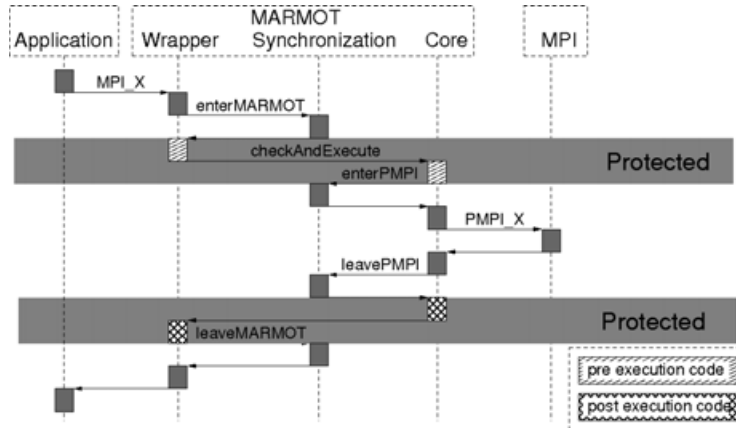 MARMOT
Application Wrapper Synchronization Core MPI
MPI_X
enterMARMOT
checkAndExecute
Protected
enterPMPI
PMPI_X
leavePMPI
Protected
leaveMARMOT
pre execution code
post execution code